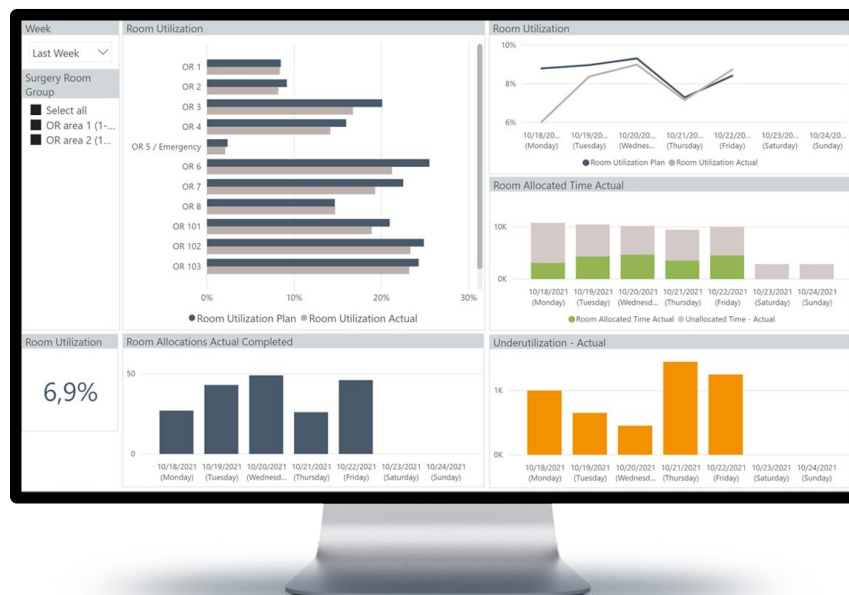 Week
Last Week
Surgery Room
Group
Select all
OR area 1 (1-...
OR area 2 (1...
Room Utilization
OR 1
OR 2
OR 3
OR 4
OR 5 / Emergency
OR 6
OR 7
OR 8
OR 101
OR 102
OR 103
0% 10% 20% 30%
Room Utilization Plan Room Utilization Actual
Room Utilization
10%
8%
6%
10/18/20... 10/19/20... 10/20/20... 10/21/20... 10/22/20... 10/23/20... 10/24/20...
(Monday) (Tuesday) (Wednes... (Thursday) (Friday) (Saturday) (Sunday)
Room Utilization Plan Room Utilization Actual
Room Allocated Time Actual
10K
0K
10/18/2021 10/19/2021 10/20/2021 10/21/2021 10/22/2021 10/23/2021 10/24/2021
(Monday) (Tuesday) (Wednesd... (Thursday) (Friday) (Saturday) (Sunday)
Room Allocated Time Actual Unallocated Time - Actual
Room Utilization
6,9%
Room Allocations Actual Completed
50
0
10/18/2021 10/19/2021 10/20/2021 10/21/2021 10/22/2021 10/23/2021 10/24/2021
(Monday) (Tuesday) (Wednesd... (Thursday) (Friday) (Saturday) (Sunday)
Underutilization - Actual
1K
0K
10/18/2021 10/19/2021 10/20/2021 10/21/2021 10/22/2021 10/23/2021 10/24/2021
(Monday) (Tuesday) (Wednesd... (Thursday) (Friday) (Saturday) (Sunday)